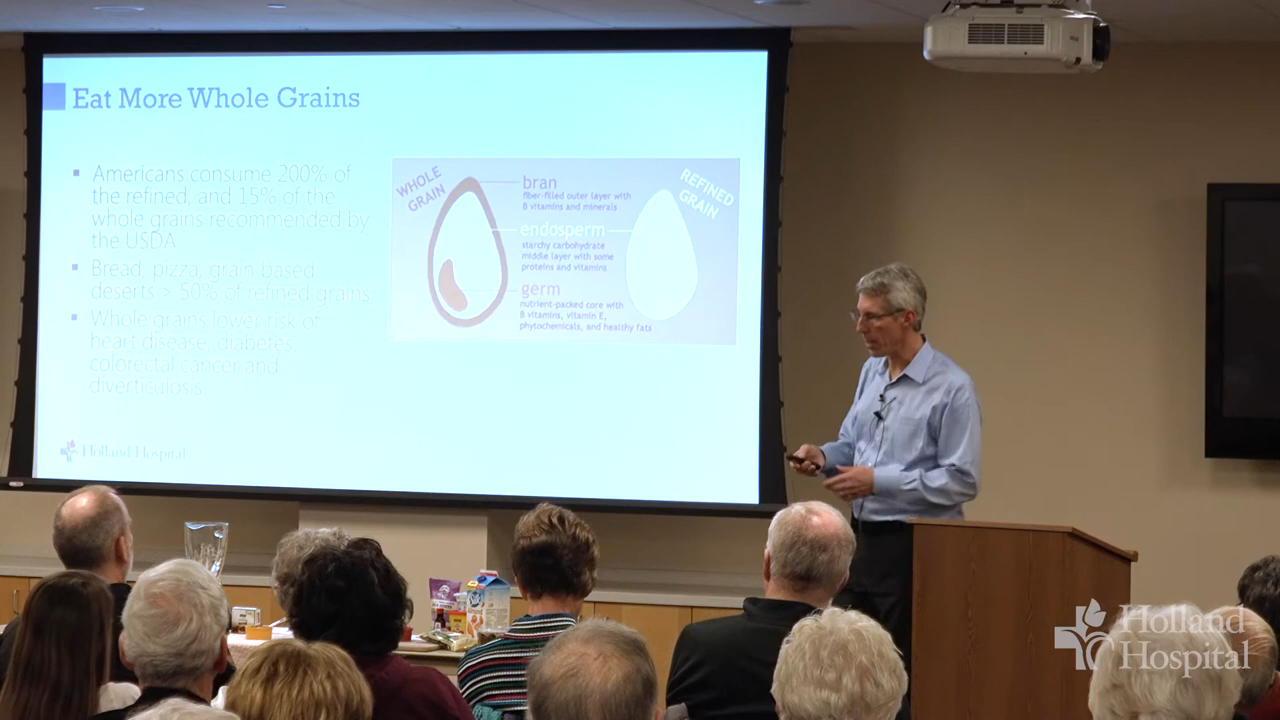 Eat More Whole Grains
Americans consume 200% of
the refined, and 15% of the
whole grains recommended by
the USDA
Bread, pizza, grain based
deserts > 50% of refined grains
Whole grains lower risk of
heart disease, diabetes,
colorectal cancer and
diverticulosis.
WHOLE
GRAIN
bran
fiber-filled outer layer with
B vitamins and minerals
endosperm
starchy carbohydrate
middle layer with some
proteins and vitamins
germ
nutrient-packed core with
B vitamins, vitamin E,
phytochemicals, and healthy fats
REFINED
GRAIN
Holland Hospital
Holland
Hospital